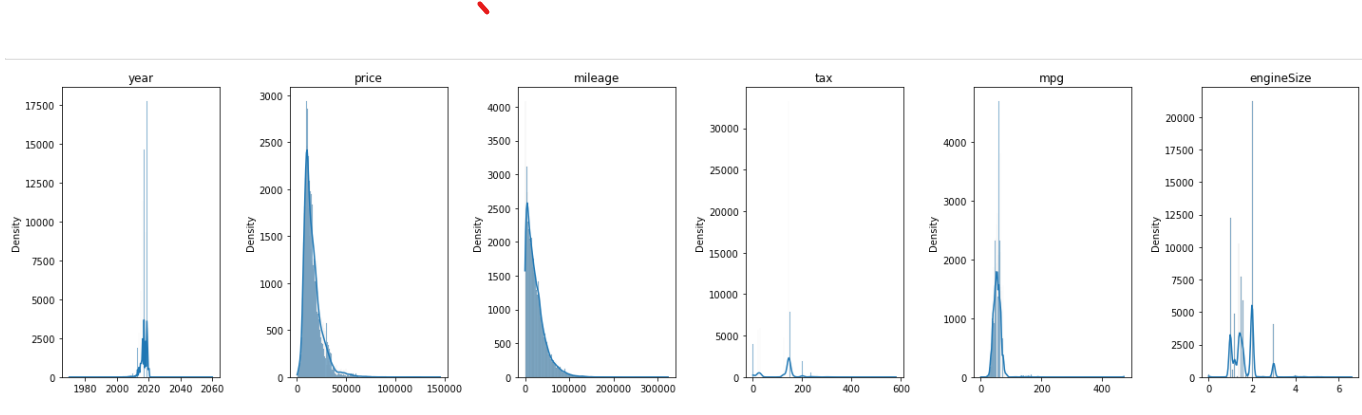 year price mileage tax mpg engineSize
Density 17500 15000 12500 10000 7500 5000 2500 0
1980 2000 2020 2040 2060
Density 3000 2500 2000 1500 1000 500 0
0 50000 100000 150000
Density 4000 3500 3000 2500 2000 1500 1000 500 0
0 100000 200000 300000
Density 30000 25000 20000 15000 10000 5000 0
0 200 400 600
Density 4000 3000 2000 1000 0
0 200 400
Density 20000 17500 15000 12500 10000 7500 5000 2500 0
0 2 4 6